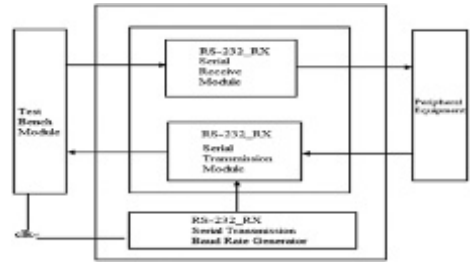 RS-232_RX
Serial
Receive
Module
Test
Bench
Module
Peripheral
Equipment
RS-232_RX
Serial
Transmission
Module
RS-232_RX
Serial Transmission
Baud Rate Generator
clk